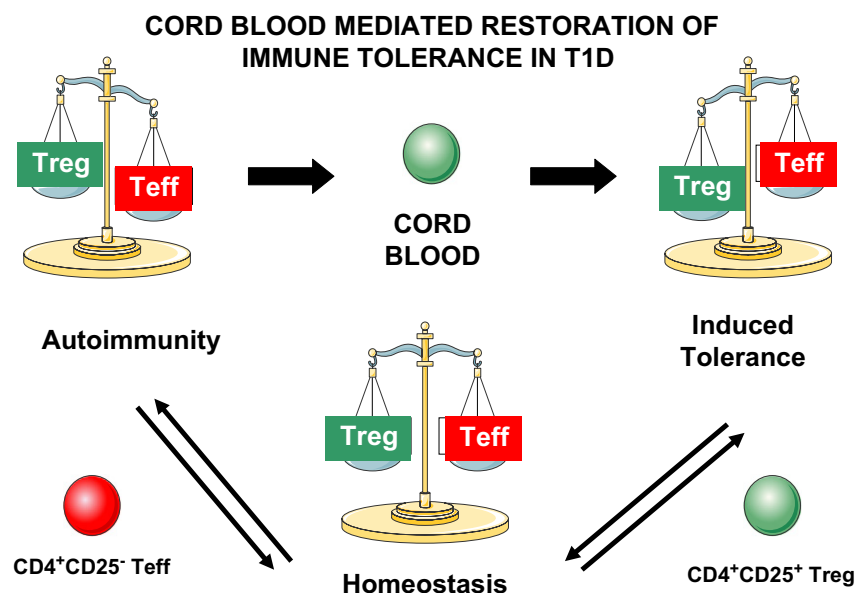 CORD BLOOD MEDIATED RESTORATION OF
IMMUNE TOLERANCE IN T1D
Treg
Teff
CORD
BLOOD
Treg
Teff
Autoimmunity
Induced
Tolerance
Treg
Teff
CD4⁺CD25⁻ Teff
Homeostasis
CD4⁺CD25⁺ Treg